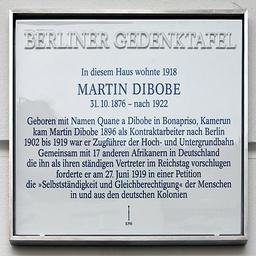 BERLINER GEDENKTAFEL
In diesem Haus wohnte 1918
MARTIN DIBOBE
31. 10. 1876 – nach 1922
Geboren mit Namen Quane a Dibobe in Bonapriso, Kamerun
kam Martin Dibobe 1896 als Kontraktarbeiter nach Berlin
1902 bis 1919 war er Zugführer der Hoch- und Untergrundbahn
Gemeinsam mit 17 anderen Afrikanern in Deutschland
die ihn als ihren ständigen Vertreter im Reichstag vorschlugen
forderte er am 27. Juni 1919 in einer Petition
die »Selbstständigkeit und Gleichberechtigung« der Menschen
in und aus den deutschen Kolonien